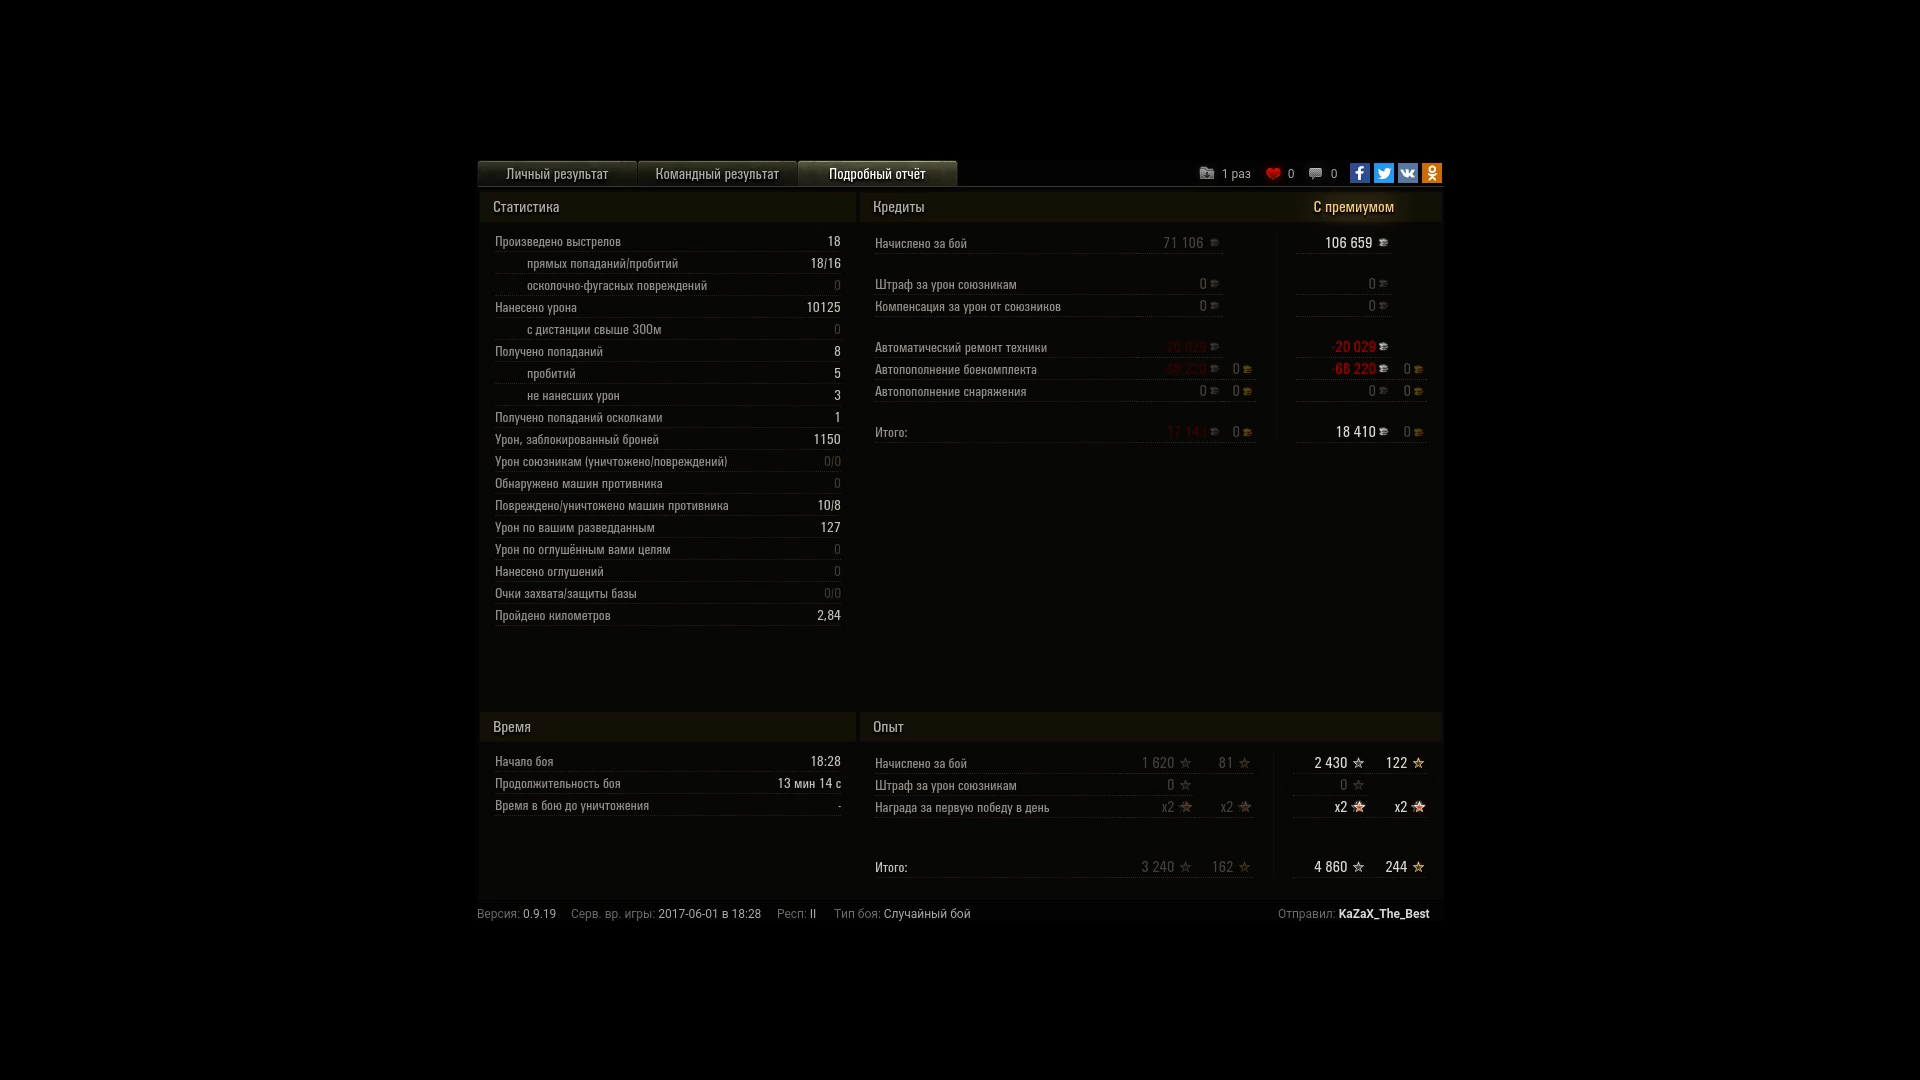 Личный результат Командный результат Подробный отчёт 1 раз 0 0
Статистика
Произведено выстрелов 18
прямых попаданий/пробитий 18/16
осколочно-фугасных повреждений 0
Нанесено урона 10125
с дистанции свыше 300м 0
Получено попаданий 8
пробитий 5
не нанесших урон 3
Получено попаданий осколками 1
Урон, заблокированный броней 1150
Урон союзникам (уничтожено/повреждений) 0/0
Обнаружено машин противника 0
Повреждено/уничтожено машин противника 10/8
Урон по вашим разведданным 127
Урон по оглушённым вами целям 0
Нанесено оглушений 0
Очки захвата/защиты базы 0/0
Пройдено километров 2,84
Кредиты С премиумом
Начислено за бой 71 106 106 659
Штраф за урон союзникам 0 0
Компенсация за урон от союзников 0 0
Автоматический ремонт техники -20 029 -20 029
Автопополнение боекомплекта -68 220 0 -68 220 0
Автопополнение снаряжения 0 0 0 0
Итого: -17 143 0 18 410 0
Время
Начало боя 18:28
Продолжительность боя 13 мин 14 с
Время в бою до уничтожения -
Опыт
Начислено за бой 1 620 81 2 430 122
Штраф за урон союзникам 0 0
Награда за первую победу в день x2 x2 x2 x2
Итого: 3 240 162 4 860 244
Версия: 0.9.19 Серв. вр. игры: 2017-06-01 в 18:28 Респ: II Тип боя: Случайный бой Отправил: KaZaX_The_Best